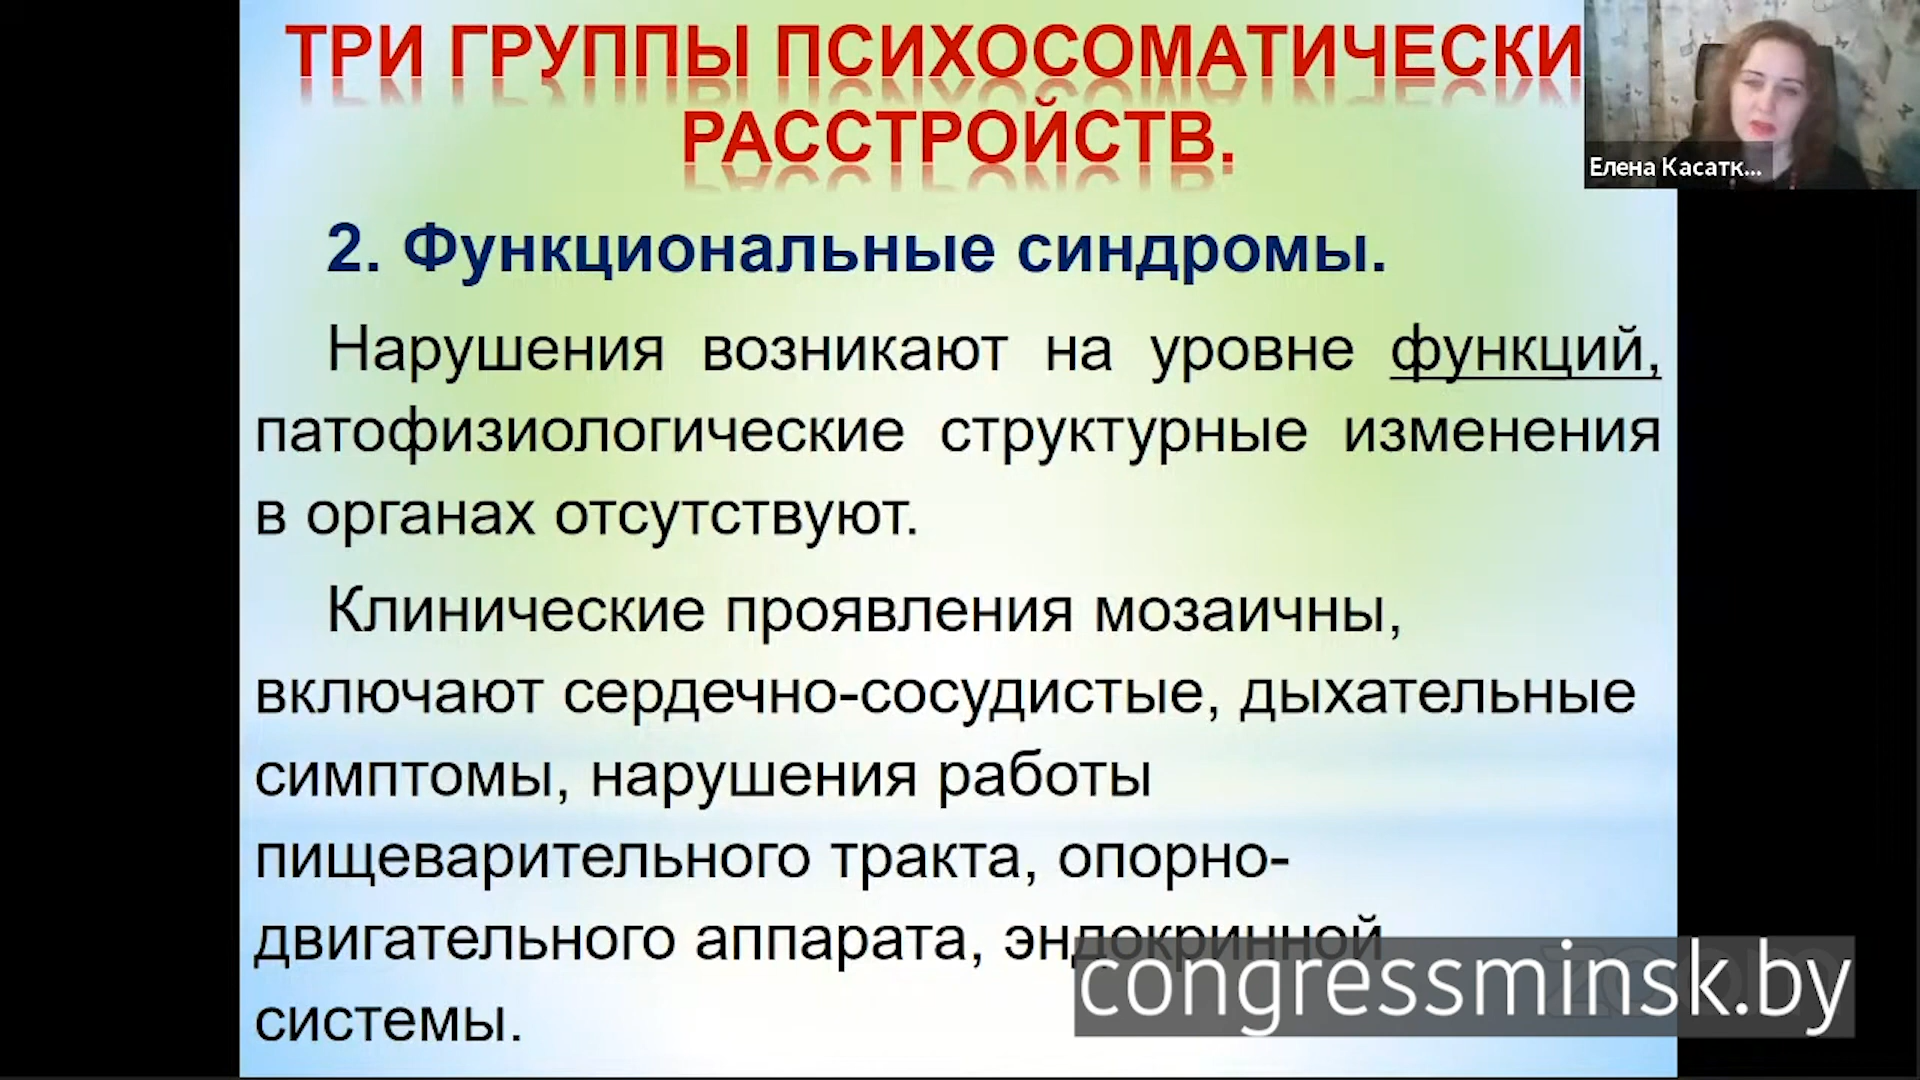 ТРИ ГРУППЫ ПСИХОСОМАТИЧЕСКИ
РАССТРОЙСТВ.
Елена Касатк...
2. Функциональные синдромы.
Нарушения возникают на уровне функций,
патофизиологические структурные изменения
в органах отсутствуют.
Клинические проявления мозаичны,
включают сердечно-сосудистые, дыхательные
симптомы, нарушения работы
пищеварительного тракта, опорно-
двигательного аппарата, эндокринной
системы.
zoom
congressminsk.by